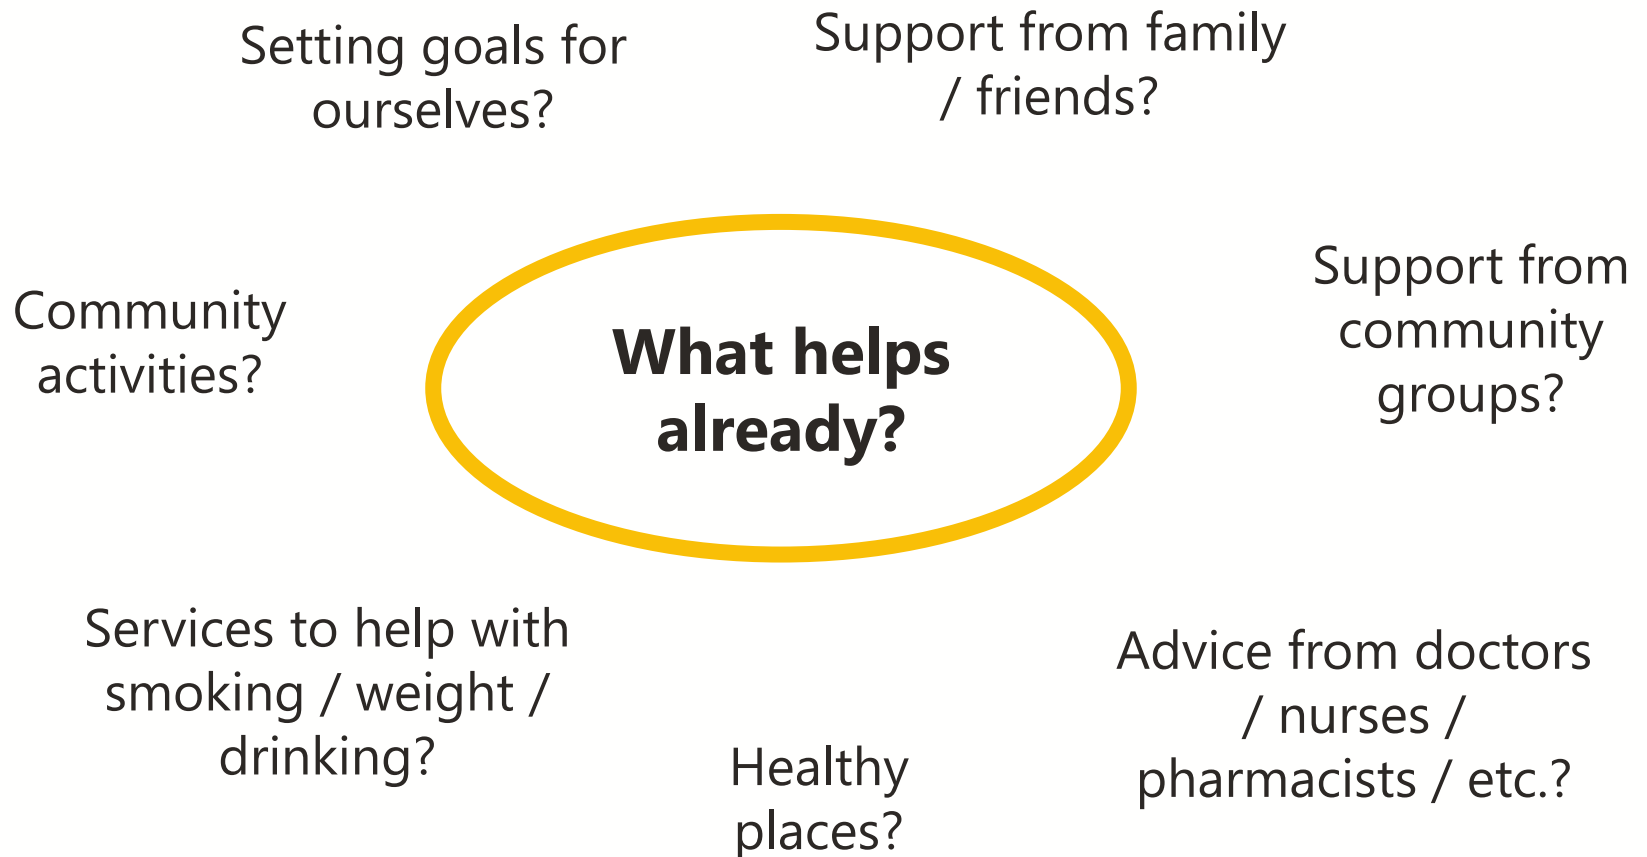 Setting goals for
ourselves?
Support from family
/ friends?
Community
activities?
What helps
already?
Support from
community
groups?
Services to help with
smoking / weight /
drinking?
Healthy
places?
Advice from doctors
/ nurses /
pharmacists / etc.?